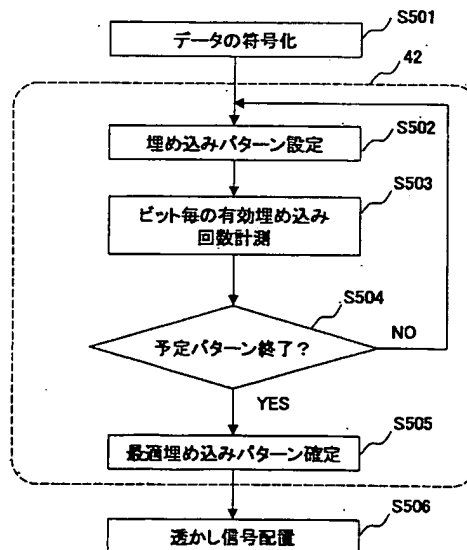 S501
データの符号化
42
S502
埋め込みパターン設定
S503
ビット毎の有効埋め込み
回数計測
S504
予定パターン終了?
NO
YES
S505
最適埋め込みパターン確定
S506
透かし信号配置